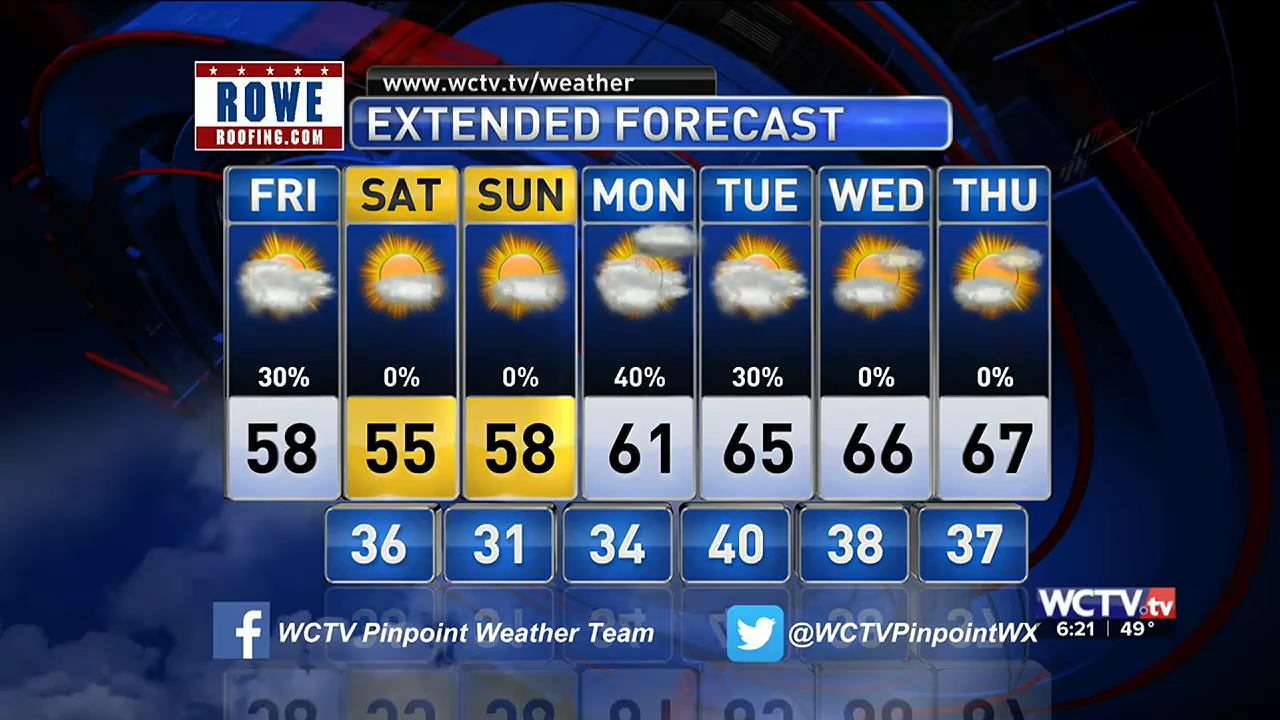 ROWE
ROOFING.COM
www.wctv.tv/weather
EXTENDED FORECAST
FRI SAT SUN MON TUE WED THU
30% 0% 0% 40% 30% 0% 0%
58 55 58 61 65 66 67
36 31 34 40 38 37
f WCTV Pinpoint Weather Team @WCTVPinpointWX
WCTV.tv
6:21 | 49°